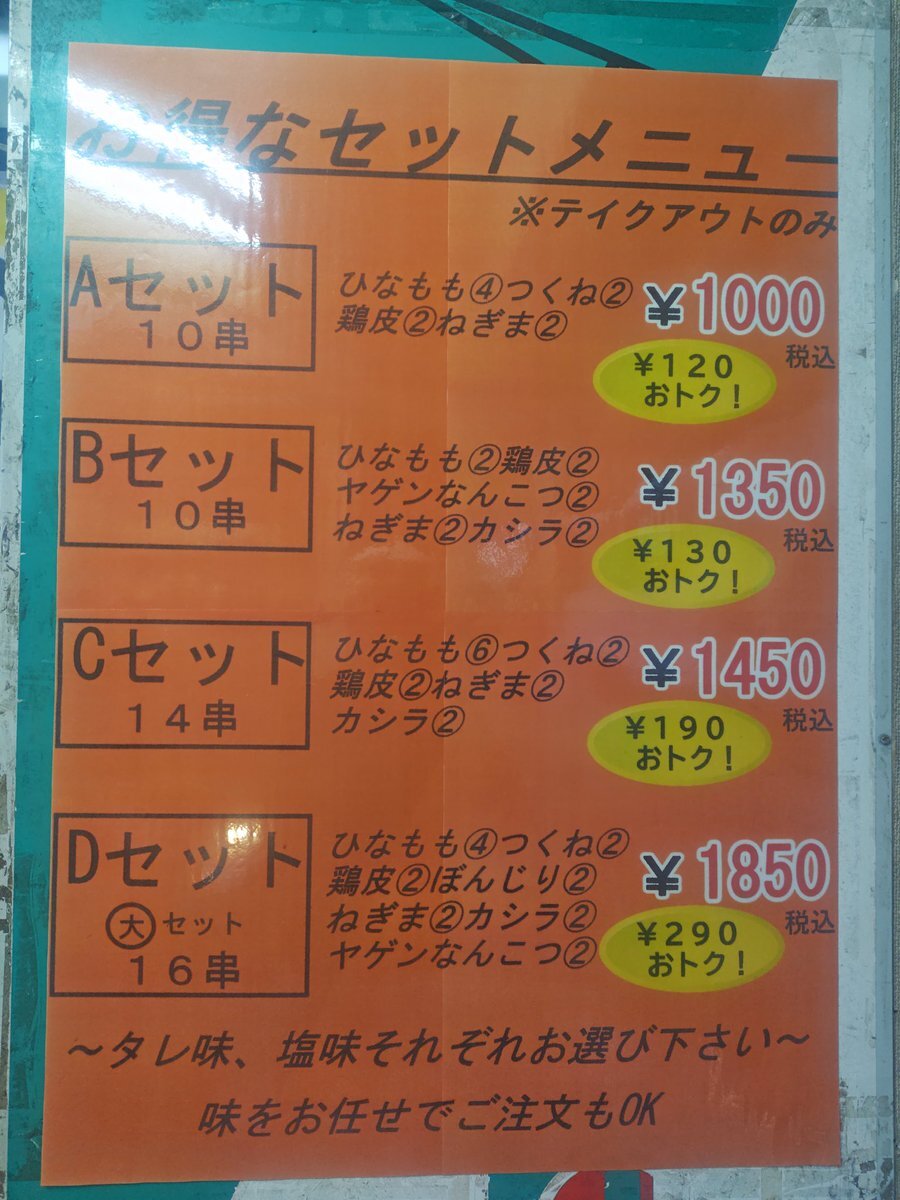 お得なセットメニュー
※テイクアウトのみ
Aセット
10串
ひなもも④つくね②
鶏皮②ねぎま②
¥1000
税込
¥120
おトク!
Bセット
10串
ひなもも②鶏皮②
ヤゲンなんこつ②
ねぎま②カシラ②
¥1350
税込
¥130
おトク!
Cセット
14串
ひなもも⑥つくね②
鶏皮②ねぎま②
カシラ②
¥1450
税込
¥190
おトク!
Dセット
大セット
16串
ひなもも④つくね②
鶏皮②ぼんじり②
ねぎま②カシラ②
ヤゲンなんこつ②
¥1850
税込
¥290
おトク!
~タレ味、塩味それぞれお選び下さい~
味をお任せでご注文もOK